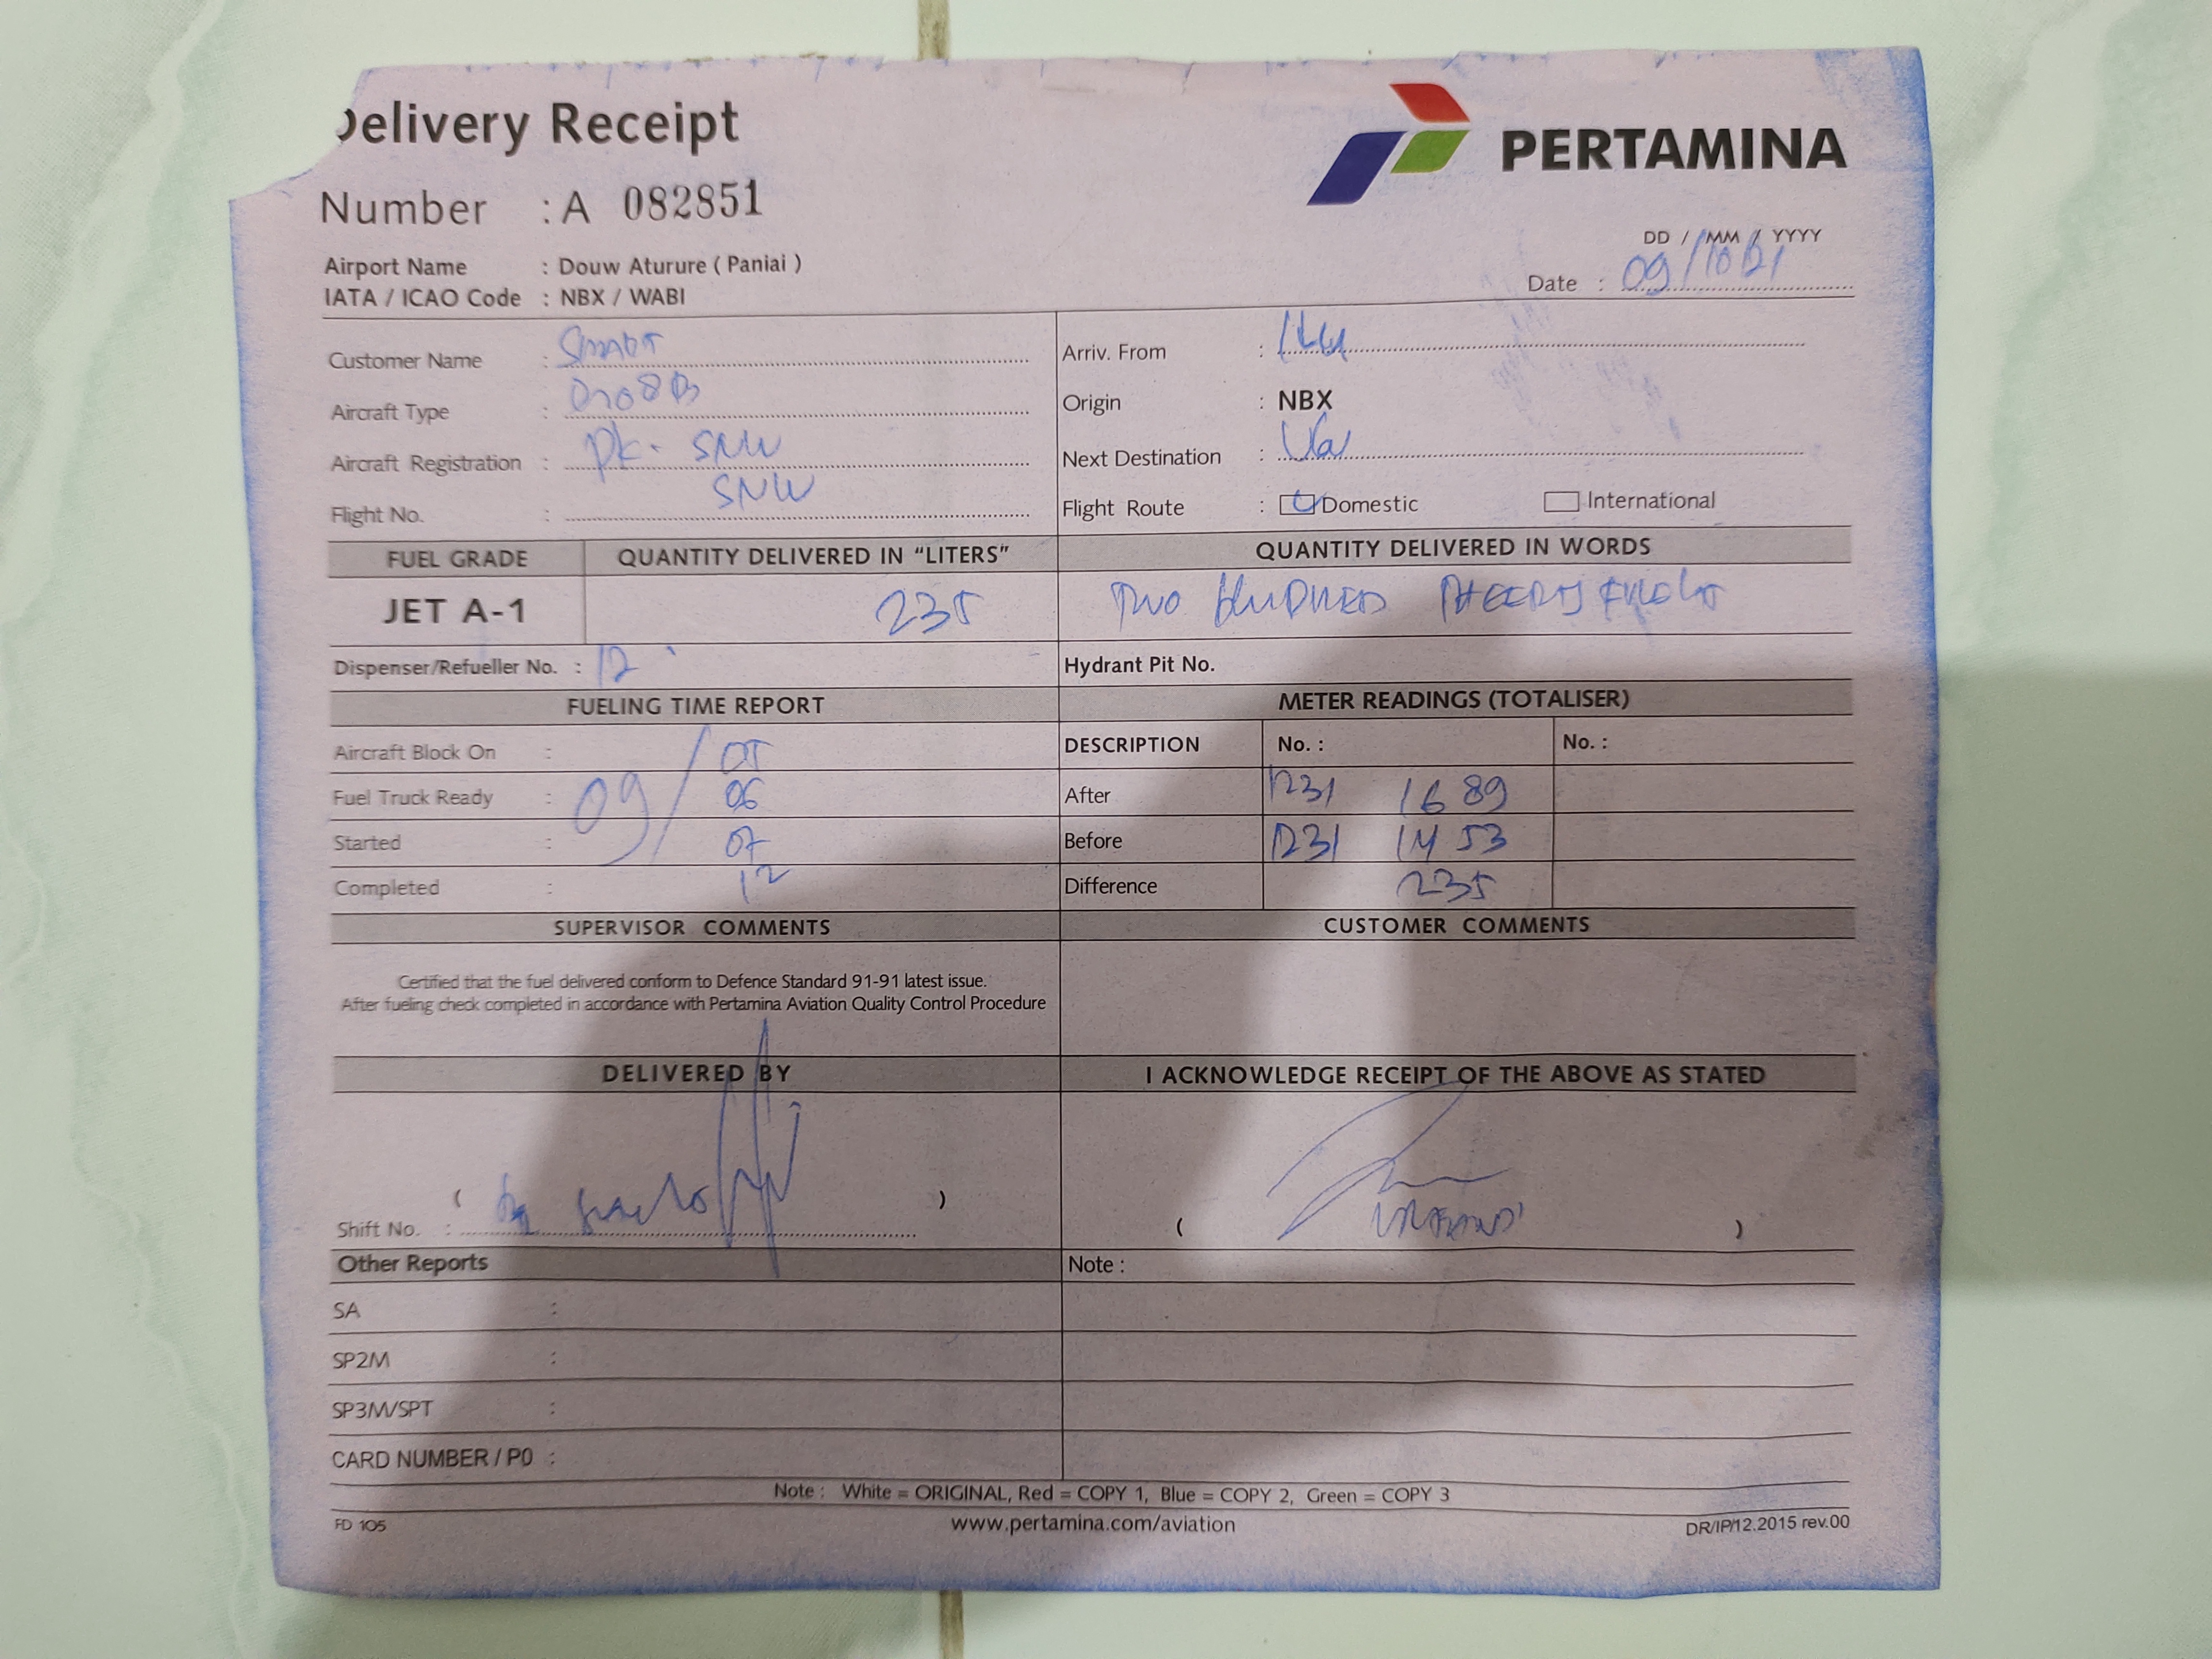 Delivery Receipt
PERTAMINA
Number : A 082851
DD / MM / YYYY
Airport Name : Douw Aturure ( Paniai )
Date : 09/10/21
IATA / ICAO Code : NBX / WABI
Customer Name : Smart
Arriv. From :
Aircraft Type :
Origin : NBX
Aircraft Registration : PK- SNW
Next Destination :
Flight No. : SNW
Flight Route : Domestic International
FUEL GRADE QUANTITY DELIVERED IN "LITERS" QUANTITY DELIVERED IN WORDS
JET A-1 235 TWO HUNDRED
Dispenser/Refueller No. : 12 Hydrant Pit No.
FUELING TIME REPORT METER READINGS (TOTALISER)
Aircraft Block On : 05 DESCRIPTION No. : No. :
Fuel Truck Ready : 09/ 06 After 1231 1689
Started : 07 Before 1231 1453
Completed : 12 Difference 235
SUPERVISOR COMMENTS CUSTOMER COMMENTS
Certified that the fuel delivered conform to Defence Standard 91-91 latest issue.
After fueling check completed in accordance with Pertamina Aviation Quality Control Procedure
DELIVERED BY I ACKNOWLEDGE RECEIPT OF THE ABOVE AS STATED
( )
Shift No. : ( )
Other Reports Note :
SA :
SP2M :
SP3M/SPT :
CARD NUMBER / P0 :
Note : White = ORIGINAL, Red = COPY 1, Blue = COPY 2, Green = COPY 3
FD 105 www.pertamina.com/aviation DR/IP/12.2015 rev.00